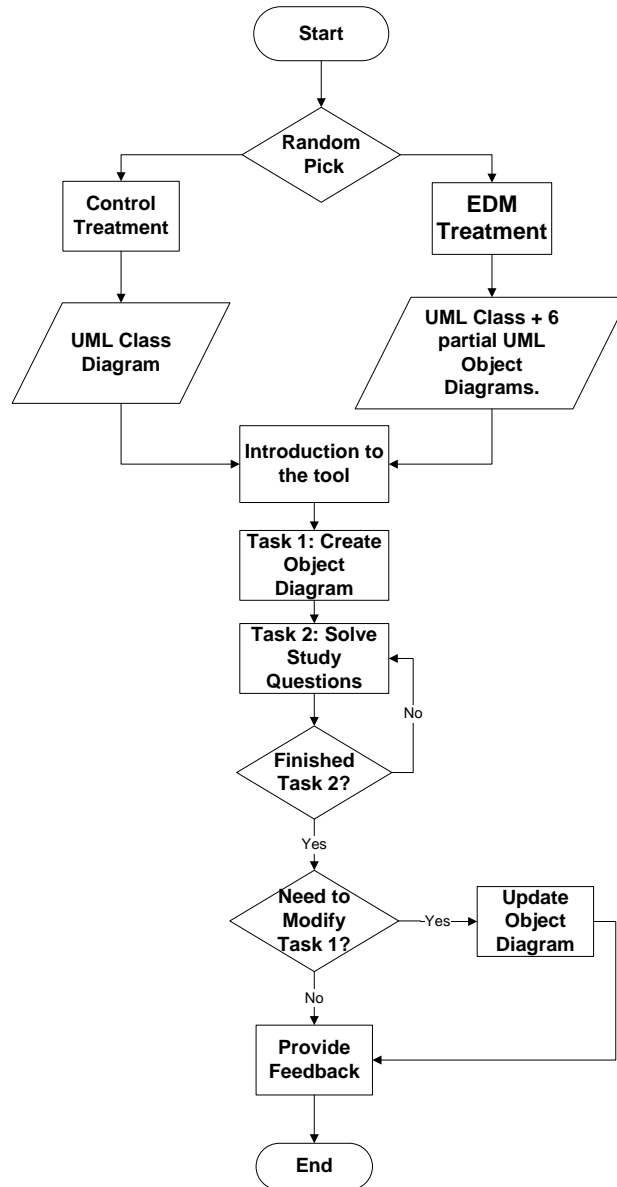 Start
Random
Pick
Control
Treatment
EDM
Treatment
UML Class
Diagram
UML Class + 6
partial UML
Object
Diagrams.
Introduction to
the tool
Task 1: Create
Object
Diagram
Task 2: Solve
Study
Questions
No
Finished
Task 2?
Yes
Need to
Modify
Task 1?
Yes
Update
Object
Diagram
No
Provide
Feedback
End